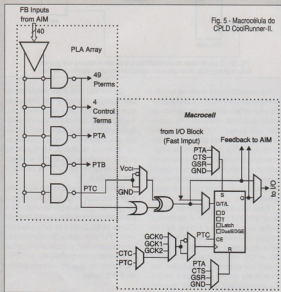 FB Inputs
from AIM
40
Fig. 5 - Macrocélula do
CPLD CoolRunner-II.
PLA Array
49
Pterms
4
Control
Terms
PTA
PTB
PTC
Macrocell
from I/O Block
(Fast Imput)
Feedback to AIM
PTA
CTS
GSR
GND
to I/O
VCC
GND
S
D/T/L
Q
D
T
Latch
DualEDGE
CE
R
GCK0
GCK1
GCK2
PTC
CTC
PTC
PTA
CTS
GSR
GND